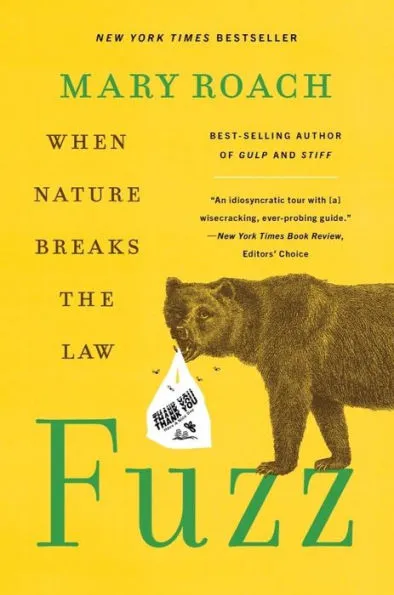 NEW YORK TIMES BESTSELLER
MARY ROACH
WHEN
NATURE
BREAKS
THE
LAW
BEST-SELLING AUTHOR
OF GULP AND STIFF
“An idiosyncratic tour with [a]
wisecracking, ever-probing guide.”
—New York Times Book Review,
Editors’ Choice
THANK YOU
THANK YOU
Fuzz